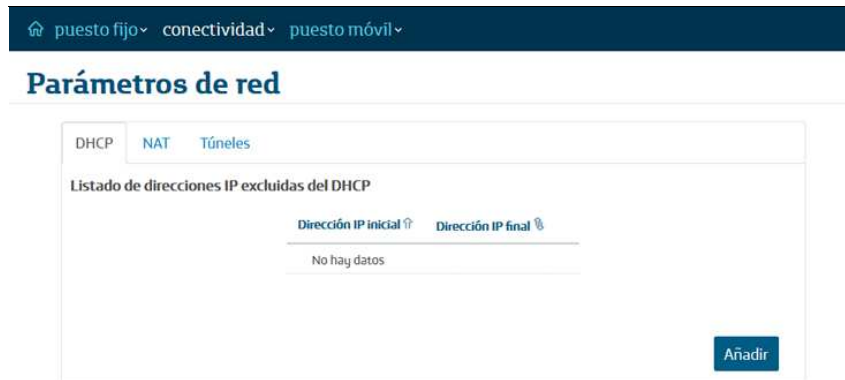 puesto fijo conectividad puesto móvil
Parámetros de red
DHCP NAT Túneles
Listado de direcciones IP excluidas del DHCP
Dirección IP inicial Dirección IP final
No hay datos
Añadir